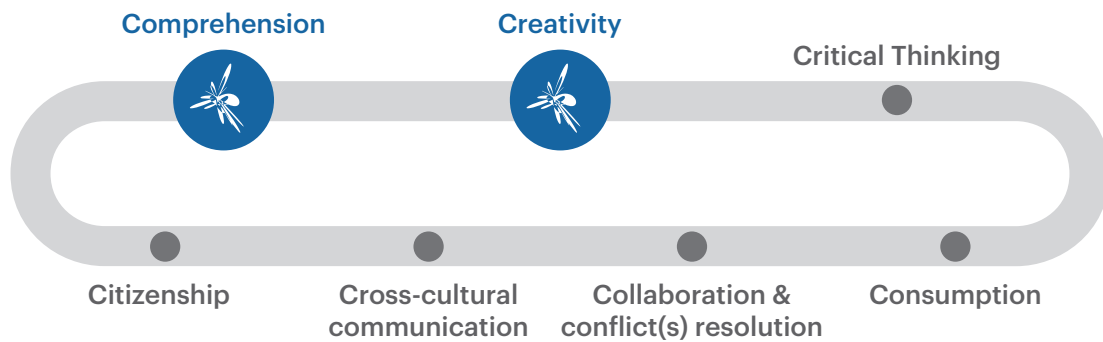 Comprehension
Creativity
Critical Thinking
Citizenship
Cross-cultural
communication
Collaboration &
conflict(s) resolution
Consumption